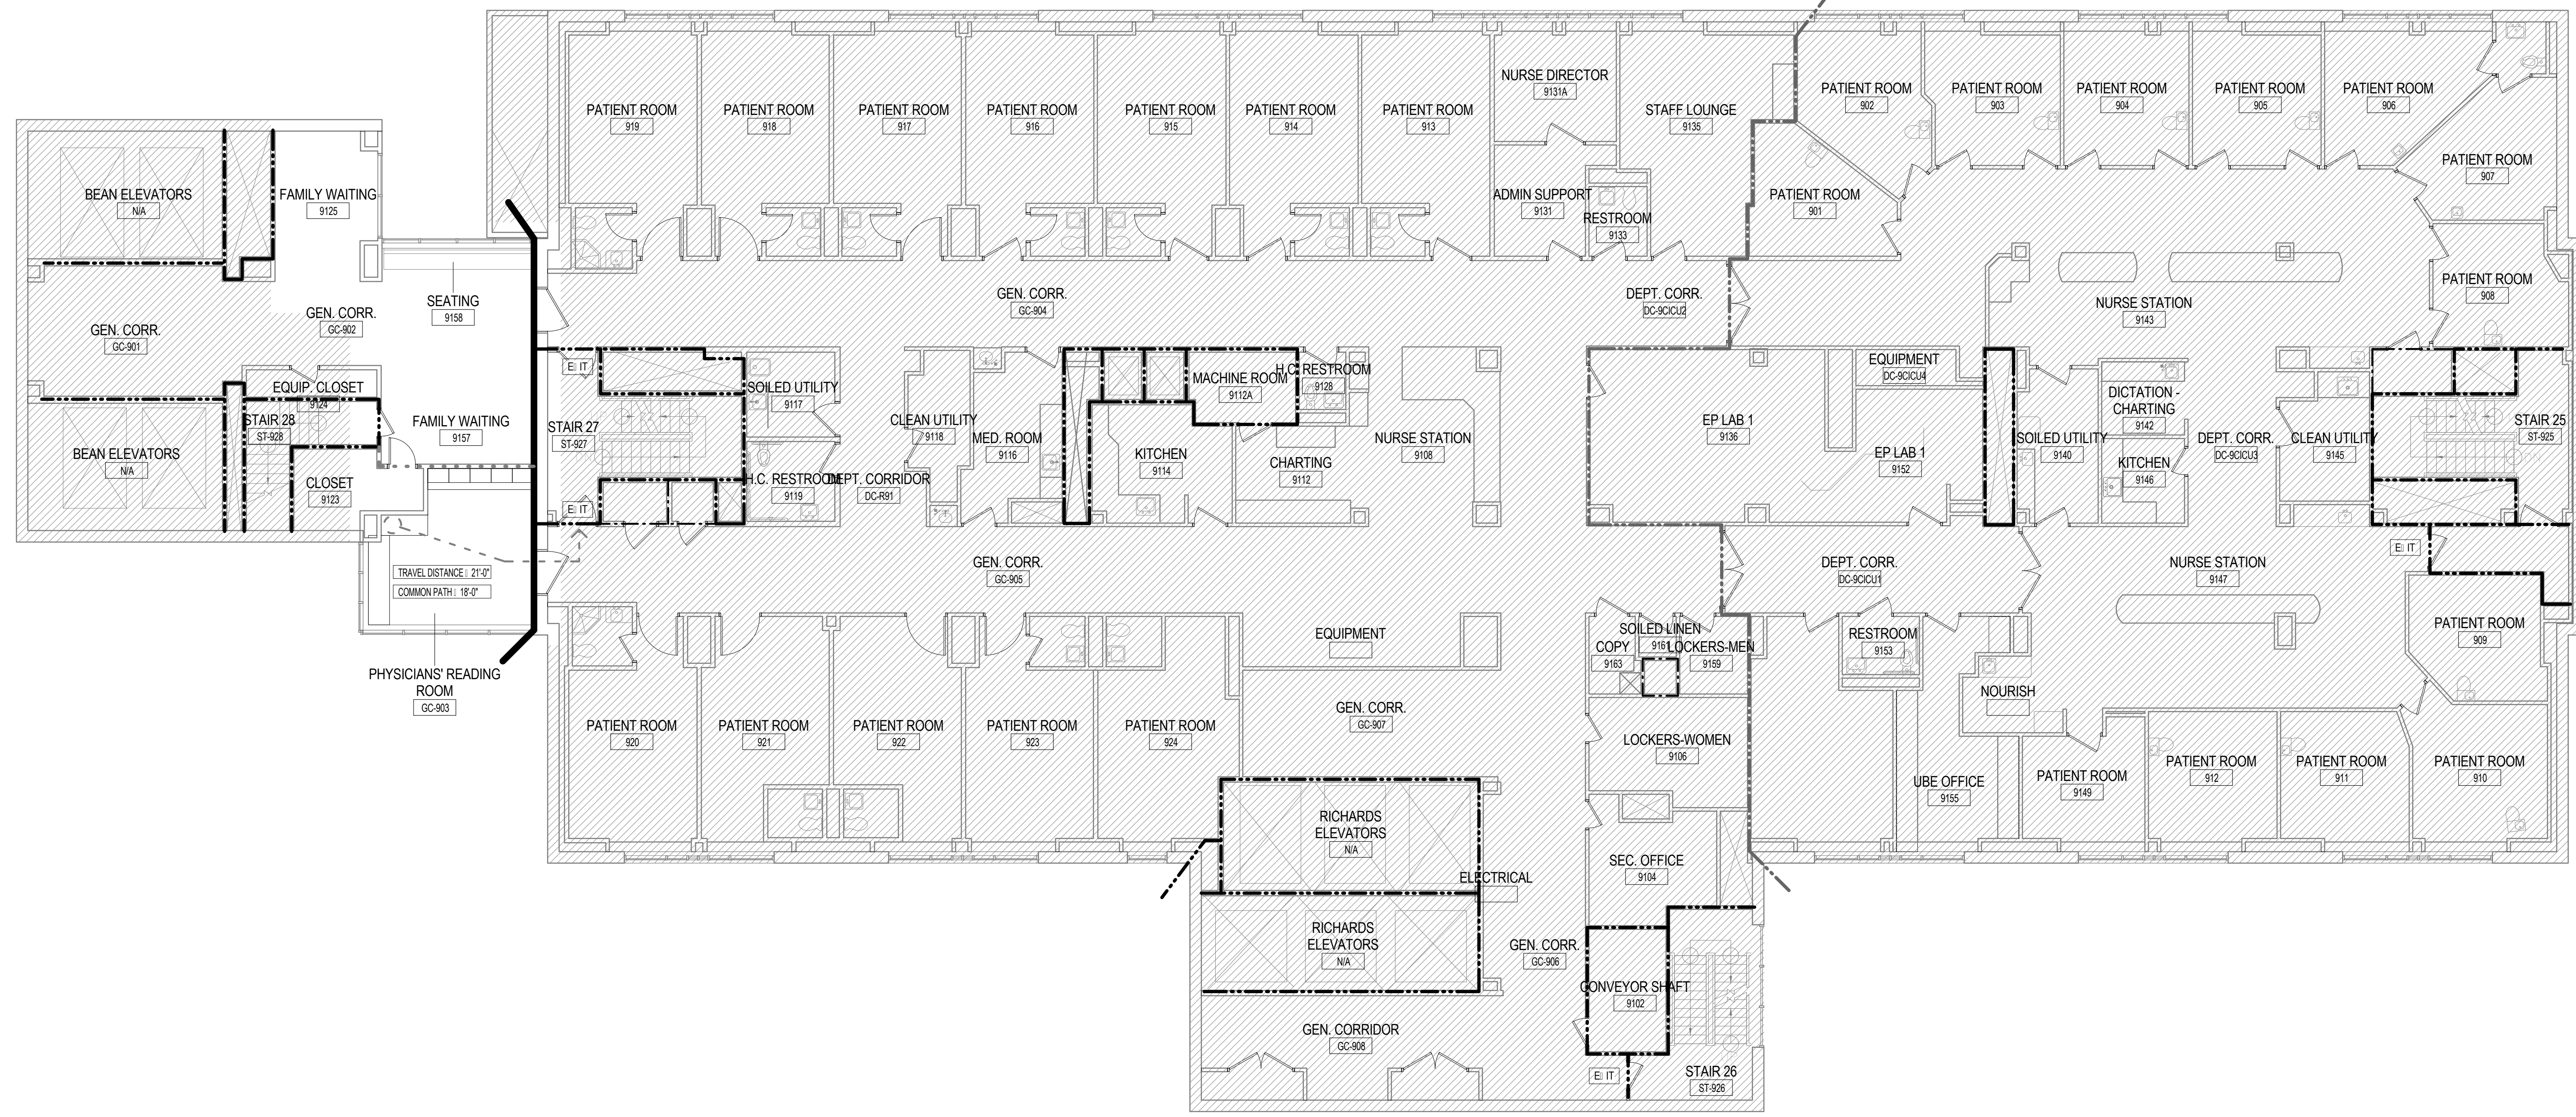 NURSE DIRECTOR
9131A
PATIENT ROOM
919
PATIENT ROOM
918
PATIENT ROOM
917
PATIENT ROOM
916
PATIENT ROOM
915
PATIENT ROOM
914
PATIENT ROOM
913
STAFF LOUNGE
9135
PATIENT ROOM
902
PATIENT ROOM
903
PATIENT ROOM
904
PATIENT ROOM
905
PATIENT ROOM
906
PATIENT ROOM
907
BEAN ELEVATORS
N/A
FAMILY WAITING
9125
ADMIN SUPPORT
9131
RESTROOM
9133
PATIENT ROOM
901
PATIENT ROOM
908
SEATING
9158
GEN. CORR.
GC-904
DEPT. CORR.
DC-9CICU2
NURSE STATION
9143
GEN. CORR.
GC-902
GEN. CORR.
GC-901
EQUIP. CLOSET
9124
STAIR 28
ST-928
FAMILY WAITING
9157
BEAN ELEVATORS
N/A
CLOSET
9123
STAIR 27
ST-927
SOILED UTILITY
9117
H.C. RESTROOM
9119
DEPT. CORRIDOR
DC-R91
CLEAN UTILITY
9118
MED. ROOM
9116
KITCHEN
9114
MACHINE ROOM
9112A
H.C. RESTROOM
9128
CHARTING
9112
NURSE STATION
9108
EP LAB 1
9136
EQUIPMENT
DC-9CICU4
EP LAB 1
9152
SOILED UTILITY
9140
DICTATION -
CHARTING
9142
KITCHEN
9146
DEPT. CORR.
DC-9CICU3
CLEAN UTILITY
9145
STAIR 25
ST-925
DN
TRAVEL DISTANCE 21'-0"
COMMON PATH 18'-0"
GEN. CORR.
GC-905
DEPT. CORR.
DC-9CICU1
NURSE STATION
9147
PHYSICIANS' READING
ROOM
GC-903
EQUIPMENT
SOILED LINEN
9161
COPY
9163
LOCKERS-MEN
9159
RESTROOM
9153
NOURISH
PATIENT ROOM
909
PATIENT ROOM
920
PATIENT ROOM
921
PATIENT ROOM
922
PATIENT ROOM
923
PATIENT ROOM
924
GEN. CORR.
GC-907
LOCKERS-WOMEN
9106
UBE OFFICE
9155
PATIENT ROOM
9149
PATIENT ROOM
912
PATIENT ROOM
911
PATIENT ROOM
910
RICHARDS
ELEVATORS
N/A
SEC. OFFICE
9104
ELECTRICAL
RICHARDS
ELEVATORS
N/A
GEN. CORR.
GC-906
CONVEYOR SHAFT
9102
GEN. CORRIDOR
GC-908
STAIR 26
ST-926